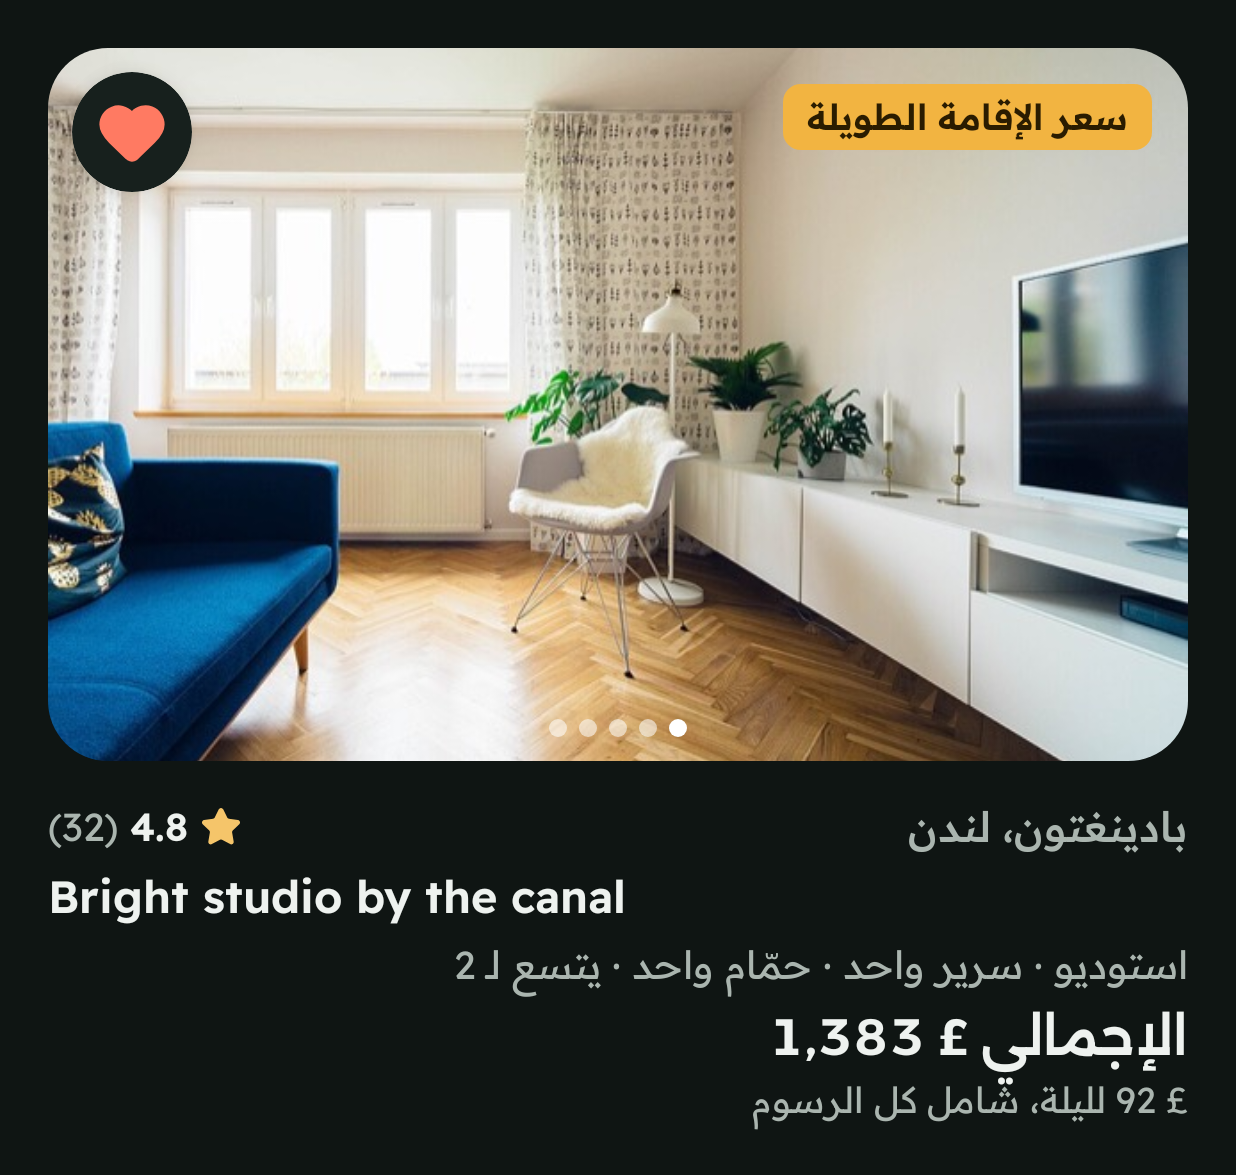 سعر الإقامة الطويلة
بادينغتون، لندن
4.8 (32)
Bright studio by the canal
استوديو · سرير واحد · حمّام واحد · يتسع لـ 2
الإجمالي £ 1,383
£ 92 لليلة، شامل كل الرسوم